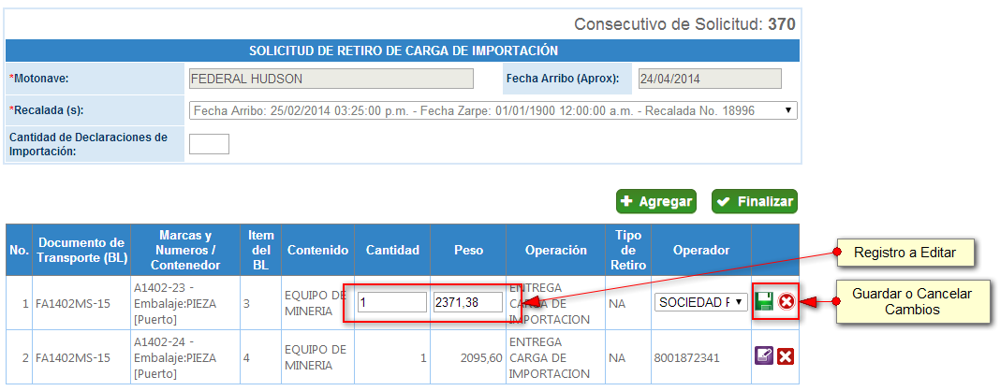 Consecutivo de Solicitud: 370
SOLICITUD DE RETIRO DE CARGA DE IMPORTACIÓN
*Motonave: FEDERAL HUDSON Fecha Arribo (Aprox): 24/04/2014
*Recalada (s): Fecha Arribo: 25/02/2014 03:25:00 p.m. - Fecha Zarpe: 01/01/1900 12:00:00 a.m. - Recalada No. 18996
Cantidad de Declaraciones de
Importación:
Agregar Finalizar
No.
Documento de
Transporte (BL)
Marcas y
Numeros /
Contenedor
Item
del
BL
Contenido
Cantidad
Peso
Operación
Tipo
de
Retiro
Operador
1
FA1402MS-15
A1402-23 -
Embalaje:PIEZA
[Puerto]
3
EQUIPO DE
MINERIA
1
2371,38
ENTREGA
CARGA DE
IMPORTACION
NA
SOCIEDAD F
2
FA1402MS-15
A1402-24 -
Embalaje:PIEZA
[Puerto]
4
EQUIPO DE
MINERIA
1
2095,60
ENTREGA
CARGA DE
IMPORTACION
NA
8001872341
Registro a Editar
Guardar o Cancelar
Cambios